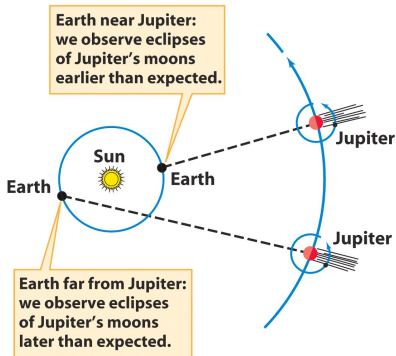 Earth near Jupiter:
we observe eclipses
of Jupiter's moons
earlier than expected.
Jupiter
Sun
Earth
Earth
Jupiter
Earth far from Jupiter:
we observe eclipses
of Jupiter's moons
later than expected.